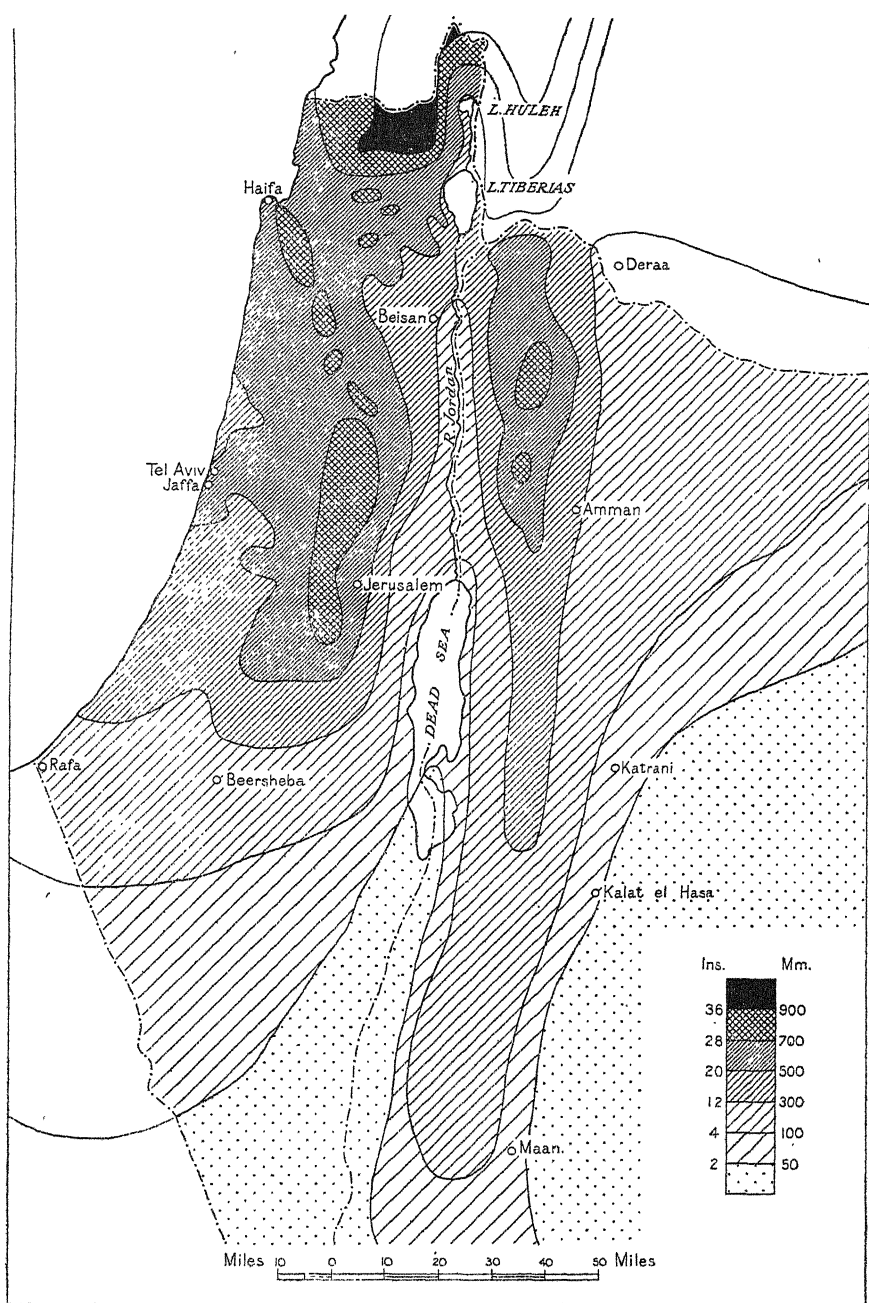 L. HULEH
L. TIBERIAS
Haifa
Deraa
Beisan
R. Jordan
Tel Aviv
Jaffa
Amman
Jerusalem
DEAD SEA
Rafa
Beersheba
Katrani
Kalat el Hasa
Ins. Mm.
36 900
28 700
20 500
12 300
4 100
2 50
Maan
Miles 10 0 10 20 30 40 50 Miles